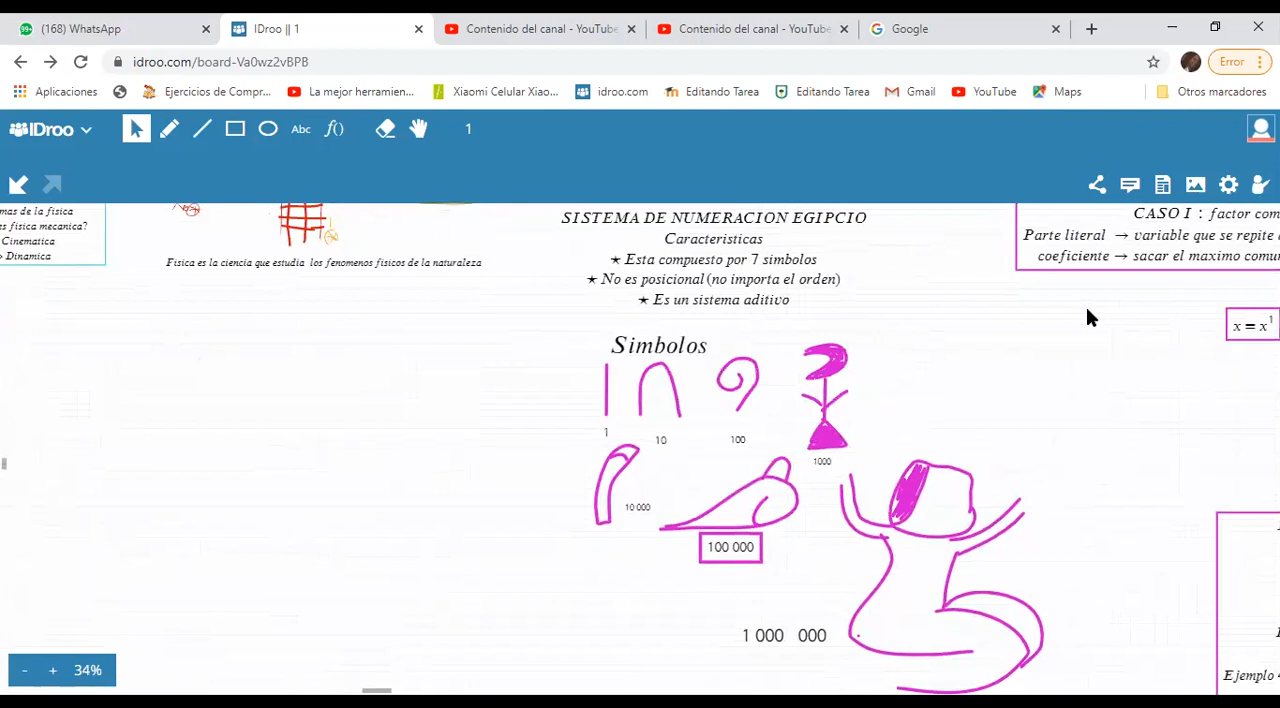 (168) WhatsApp
IDroo || 1
Contenido del canal - YouTube
Contenido del canal - YouTube
Google
idroo.com/board-Va0wz2vBPB
Error
Aplicaciones
Ejercicios de Compr...
La mejor herramien...
Xiaomi Celular Xiao...
idroo.com
Editando Tarea
Editando Tarea
Gmail
YouTube
Maps
Otros marcadores
IDroo
Abc
f()
1
mas de la fisica
es fisica mecanica?
Cinematica
Dinamica
Fisica es la ciencia que estudia los fenomenos físicos de la naturaleza
SISTEMA DE NUMERACION EGIPCIO
Caracteristicas
★ Esta compuesto por 7 simbolos
★ No es posicional (no importa el orden)
★ Es un sistema aditivo
CASO I : factor com
Parte literal → variable que se repite
coeficiente → sacar el maximo comu
x = x¹
Simbolos
1
10
100
1000
10 000
100 000
1 000 000
Ejemplo
- + 34%